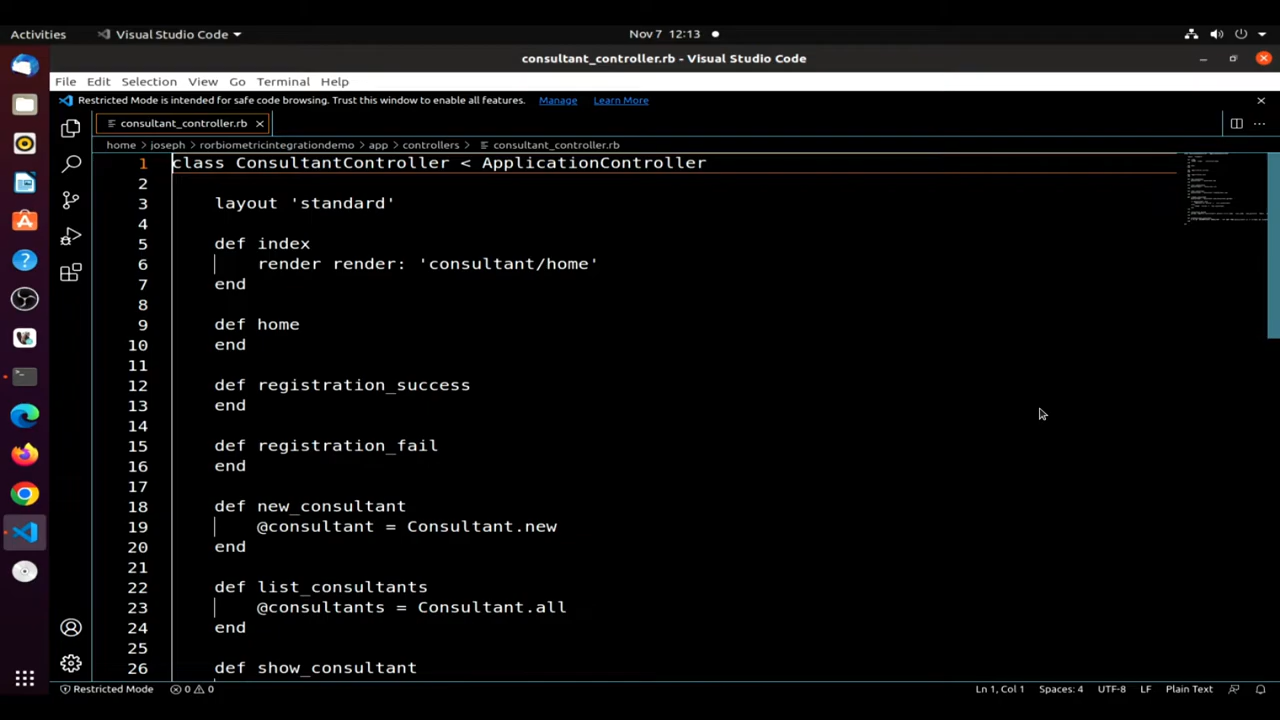 Activities Visual Studio Code Nov 7 12:13
consultant_controller.rb - Visual Studio Code
File Edit Selection View Go Terminal Help
Restricted Mode is intended for safe code browsing. Trust this window to enable all features. Manage Learn More
consultant_controller.rb
home > joseph > rorbiometricintegrationdemo > app > controllers > consultant_controller.rb
1 class ConsultantController < ApplicationController
2
3 layout 'standard'
4
5 def index
6 render render: 'consultant/home'
7 end
8
9 def home
10 end
11
12 def registration_success
13 end
14
15 def registration_fail
16 end
17
18 def new_consultant
19 @consultant = Consultant.new
20 end
21
22 def list_consultants
23 @consultants = Consultant.all
24 end
25
26 def show_consultant
Restricted Mode 0 0 Ln 1, Col 1 Spaces: 4 UTF-8 LF Plain Text